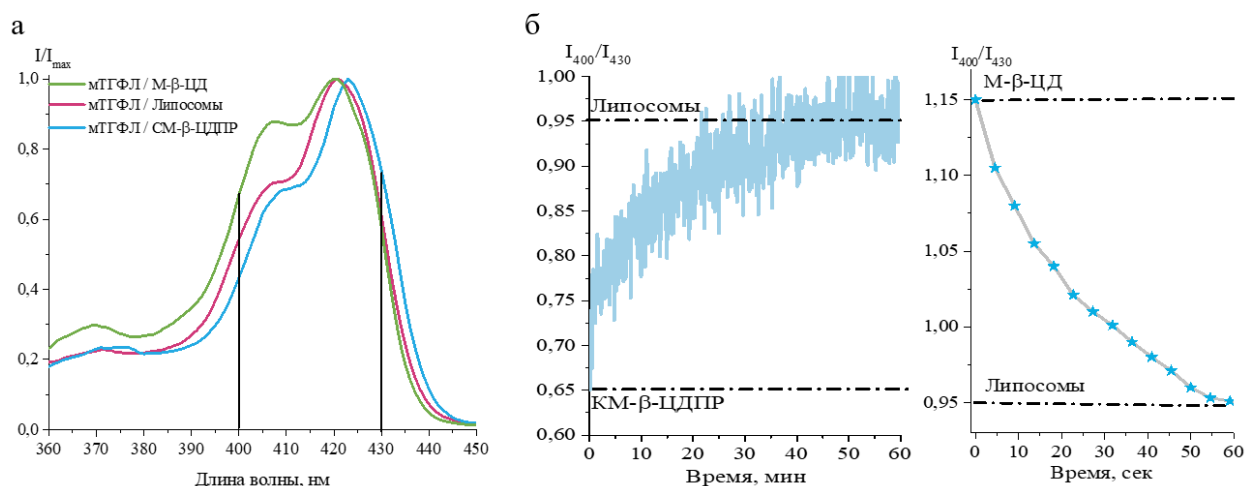 а
I/Imax
мТГФЛ / М-β-ЦД
мТГФЛ / Липосомы
мТГФЛ / СМ-β-ЦДПР
1,0
0,8
0,6
0,4
0,2
0,0
360 370 380 390 400 410 420 430 440 450
Длина волны, нм
б
I400/I430
1,00
0,95
0,90
0,85
0,80
0,75
0,70
0,65
0,60
Липосомы
КМ-β-ЦДПР
0 10 20 30 40 50 60
Время, мин
I400/I430
М-β-ЦД
1,15
1,10
1,05
1,00
0,95
Липосомы
0 10 20 30 40 50 60
Время, сек